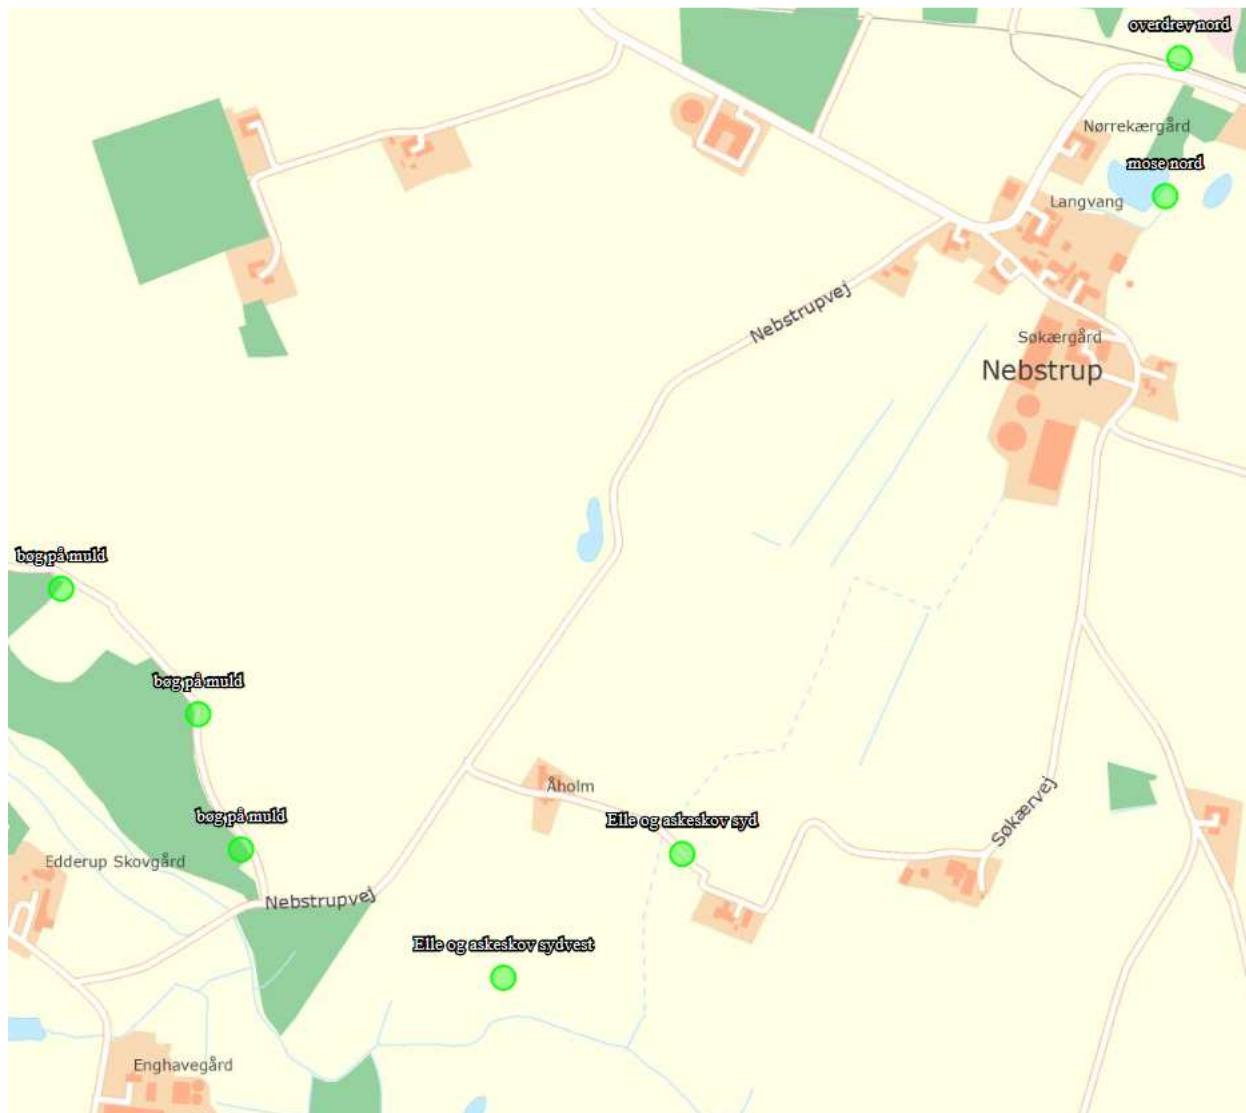 overdrev nord
Nørrekærgård
mose nord
Langvang
Nebstrupvej
Søkærgård
Nebstrup
bøg på muld
bøg på muld
Åholm
bøg på muld
Elle og askeskov syd
Søkærvej
Edderup Skovgård
Nebstrupvej
Elle og askeskov sydvest
Enghavegård